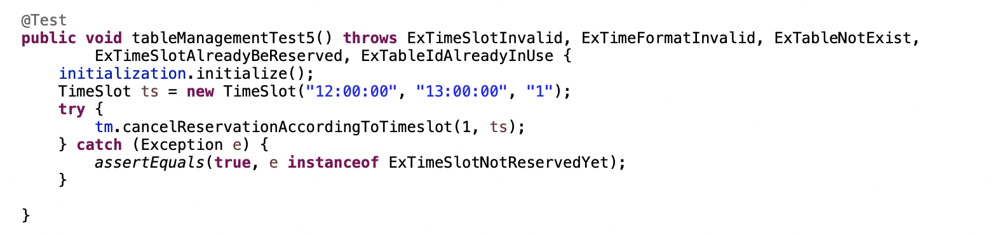 @Test
public void tableManagementTest5() throws ExTimeSlotInvalid, ExTimeFormatInvalid, ExTableNotExist,
        ExTimeSlotAlreadyBeReserved, ExTableIdAlreadyInUse {
    initialization.initialize();
    TimeSlot ts = new TimeSlot("12:00:00", "13:00:00", "1");
    try {
        tm.cancelReservationAccordingToTimeslot(1, ts);
    } catch (Exception e) {
        assertEquals(true, e instanceof ExTimeSlotNotReservedYet);
    }

}